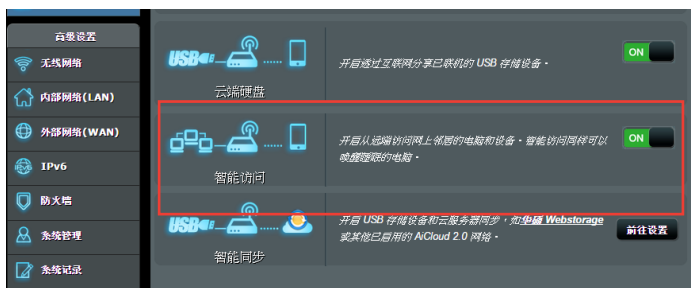 高级设置
无线网络
内部网络(LAN)
外部网络(WAN)
IPv6
防火墙
系统管理
系统记录
USB
云端硬盘
开启透过互联网分享已联机的 USB 存储设备。
ON
智能访问
开启从远端访问网上邻居的电脑和设备。智能访问同样可以
唤醒睡眠的电脑。
ON
USB
智能同步
开启 USB 存储设备和云服务器同步，如华硕 Webstorage
或其他已启用的 AiCloud 2.0 网络。
前往设置